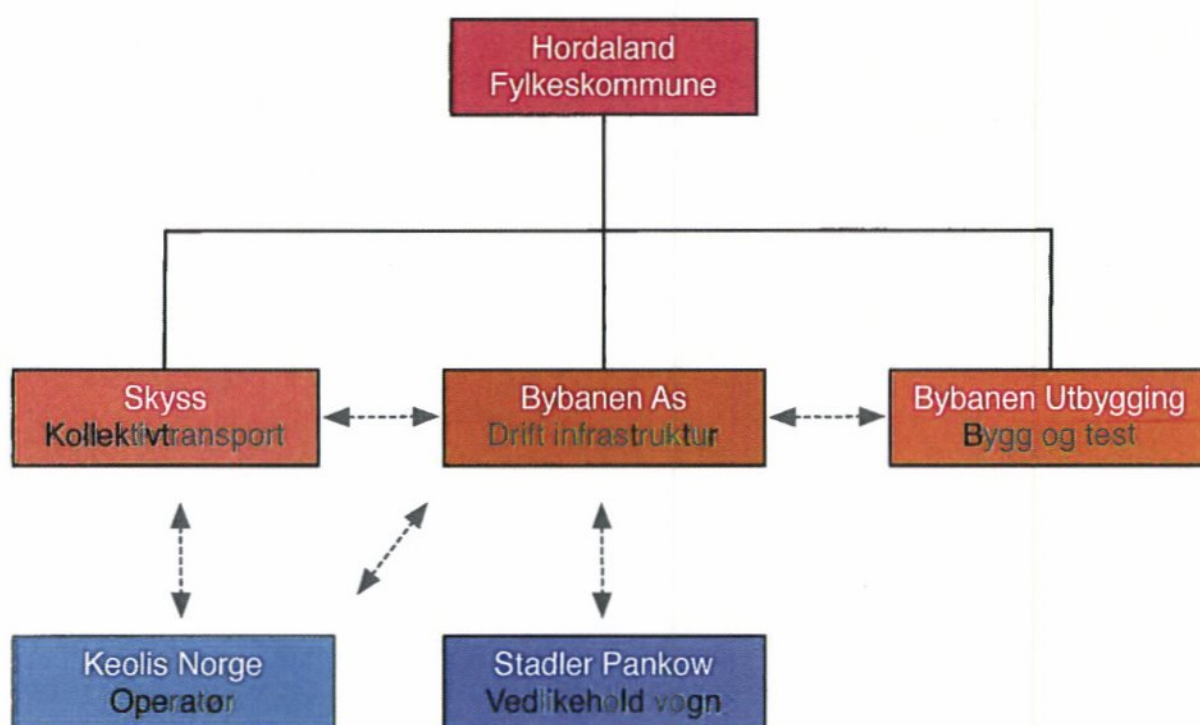 Hordaland
Fylkeskommune
Skyss
Kollektivtransport
Bybanen As
Drift infrastruktur
Bybanen Utbygging
Bygg og test
Keolis Norge
Operatør
Stadler Pankow
Vedlikehold vogn